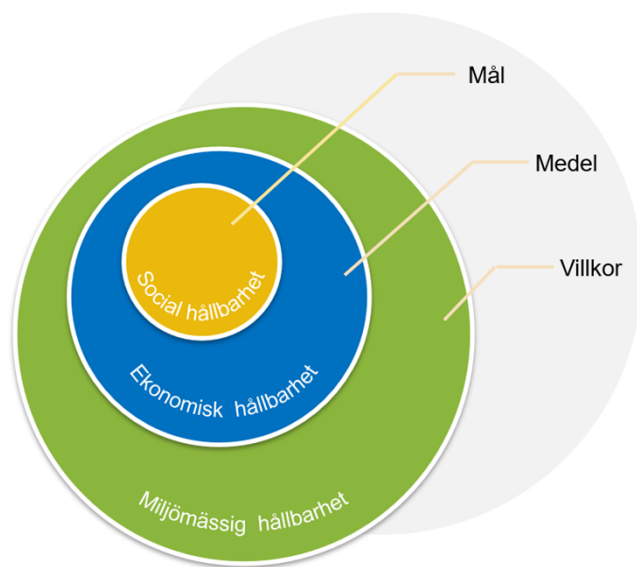 Mål
Medel
Villkor
Social hållbarhet
Ekonomisk hållbarhet
Miljömässig hållbarhet